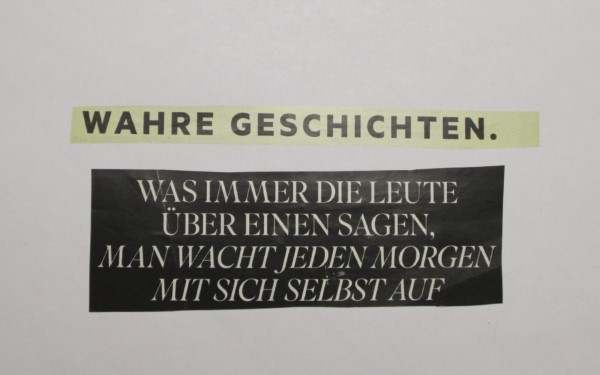 WAHRE GESCHICHTEN.
WAS IMMER DIE LEUTE
ÜBER EINEN SAGEN,
MAN WACHT JEDEN MORGEN
MIT SICH SELBST AUF